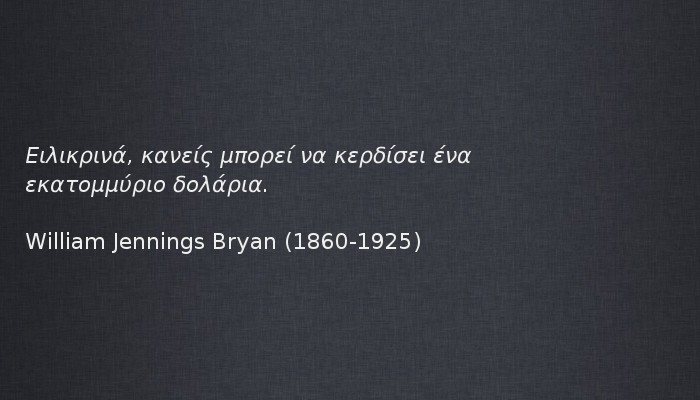 Ειλικρινά, κανείς μπορεί να κερδίσει ένα
εκατομμύριο δολάρια.
William Jennings Bryan (1860-1925)